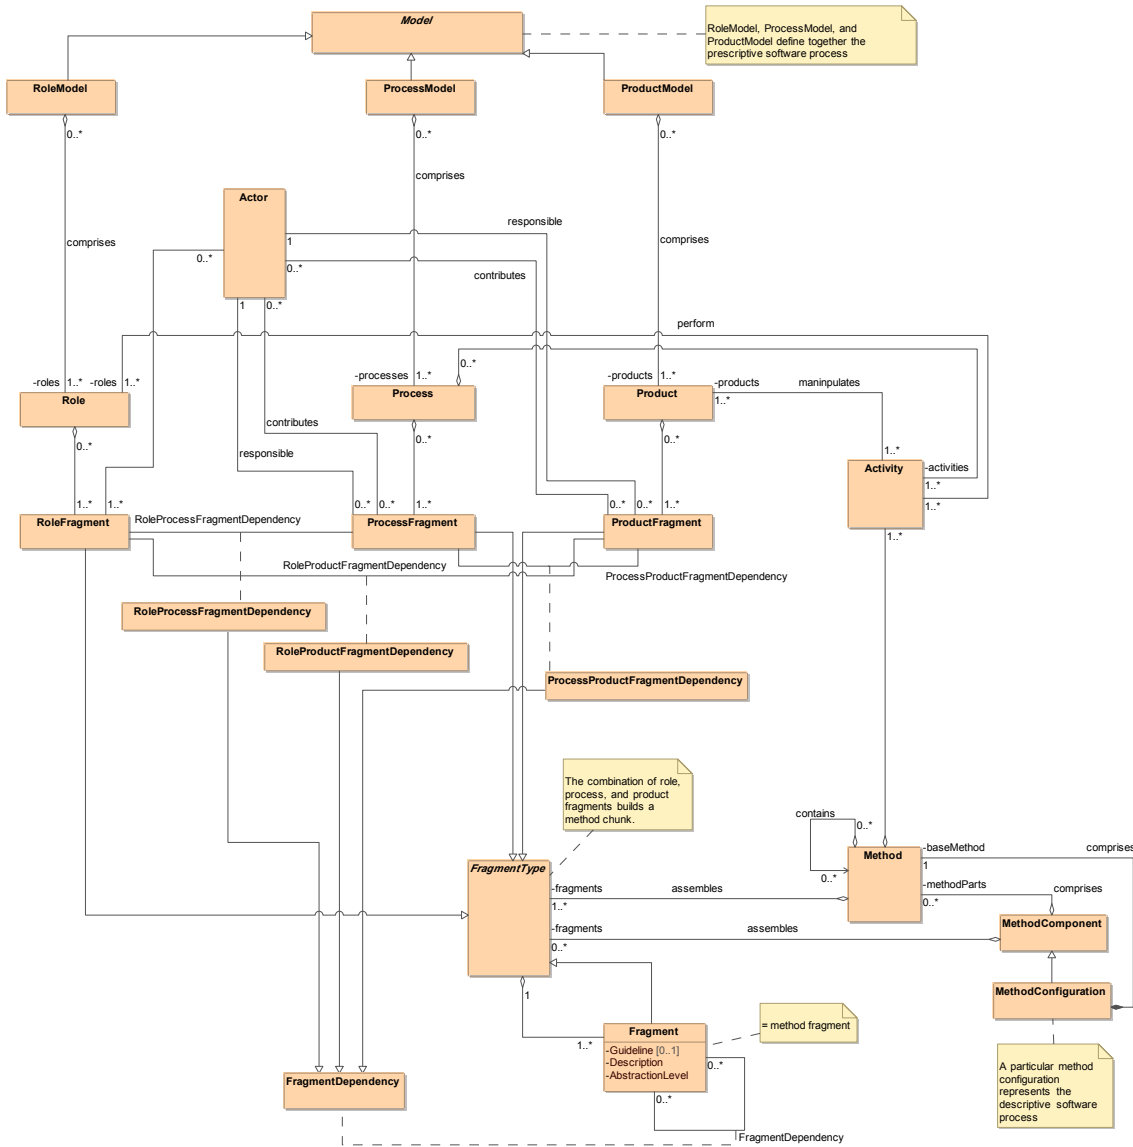 Model
RoleModel, ProcessModel, and
ProductModel define together the
prescriptive software process
RoleModel
ProcessModel
ProductModel
0..*
0..*
0..*
comprises
Actor
responsible
1
comprises
comprises
0..*
0..*
contributes
1
0..*
perform
0..*
-roles
1..*
-roles
1..*
-processes
1..*
-products
1..*
-products
maninpulates
1..*
Role
Process
Product
0..*
contributes
0..*
0..*
1..*
responsible
Activity
-activities
1..*
1..*
1..*
1..*
0..*
0..*
1..*
0..*
0..*
1..*
RoleFragment
RoleProcessFragmentDependency
ProcessFragment
ProductFragment
1..*
RoleProductFragmentDependency
ProcessProductFragmentDependency
RoleProcessFragmentDependency
RoleProductFragmentDependency
ProcessProductFragmentDependency
The combination of role,
process, and product
fragments builds a
method chunk.
contains
0..*
0..*
Method
-baseMethod
1
comprises
FragmentType
-fragments
assembles
1..*
-methodParts
0..*
comprises
-fragments
assembles
0..*
MethodComponent
1
MethodConfiguration
1..*
Fragment
-Guideline [0..1]
-Description
-AbstractionLevel
= method fragment
0..*
0..*
A particular method
configuration
represents the
descriptive software
process
FragmentDependency
FragmentDependency